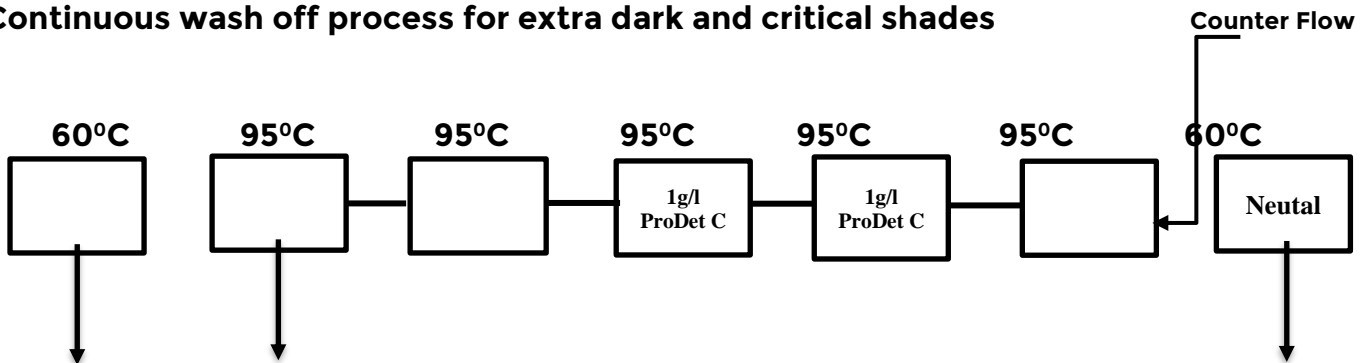 Continuous wash off process for extra dark and critical shades
Counter Flow
60⁰C 95⁰C 95⁰C 95⁰C 95⁰C 95⁰C 60⁰C
1g/l
ProDet C
1g/l
ProDet C
Neutal